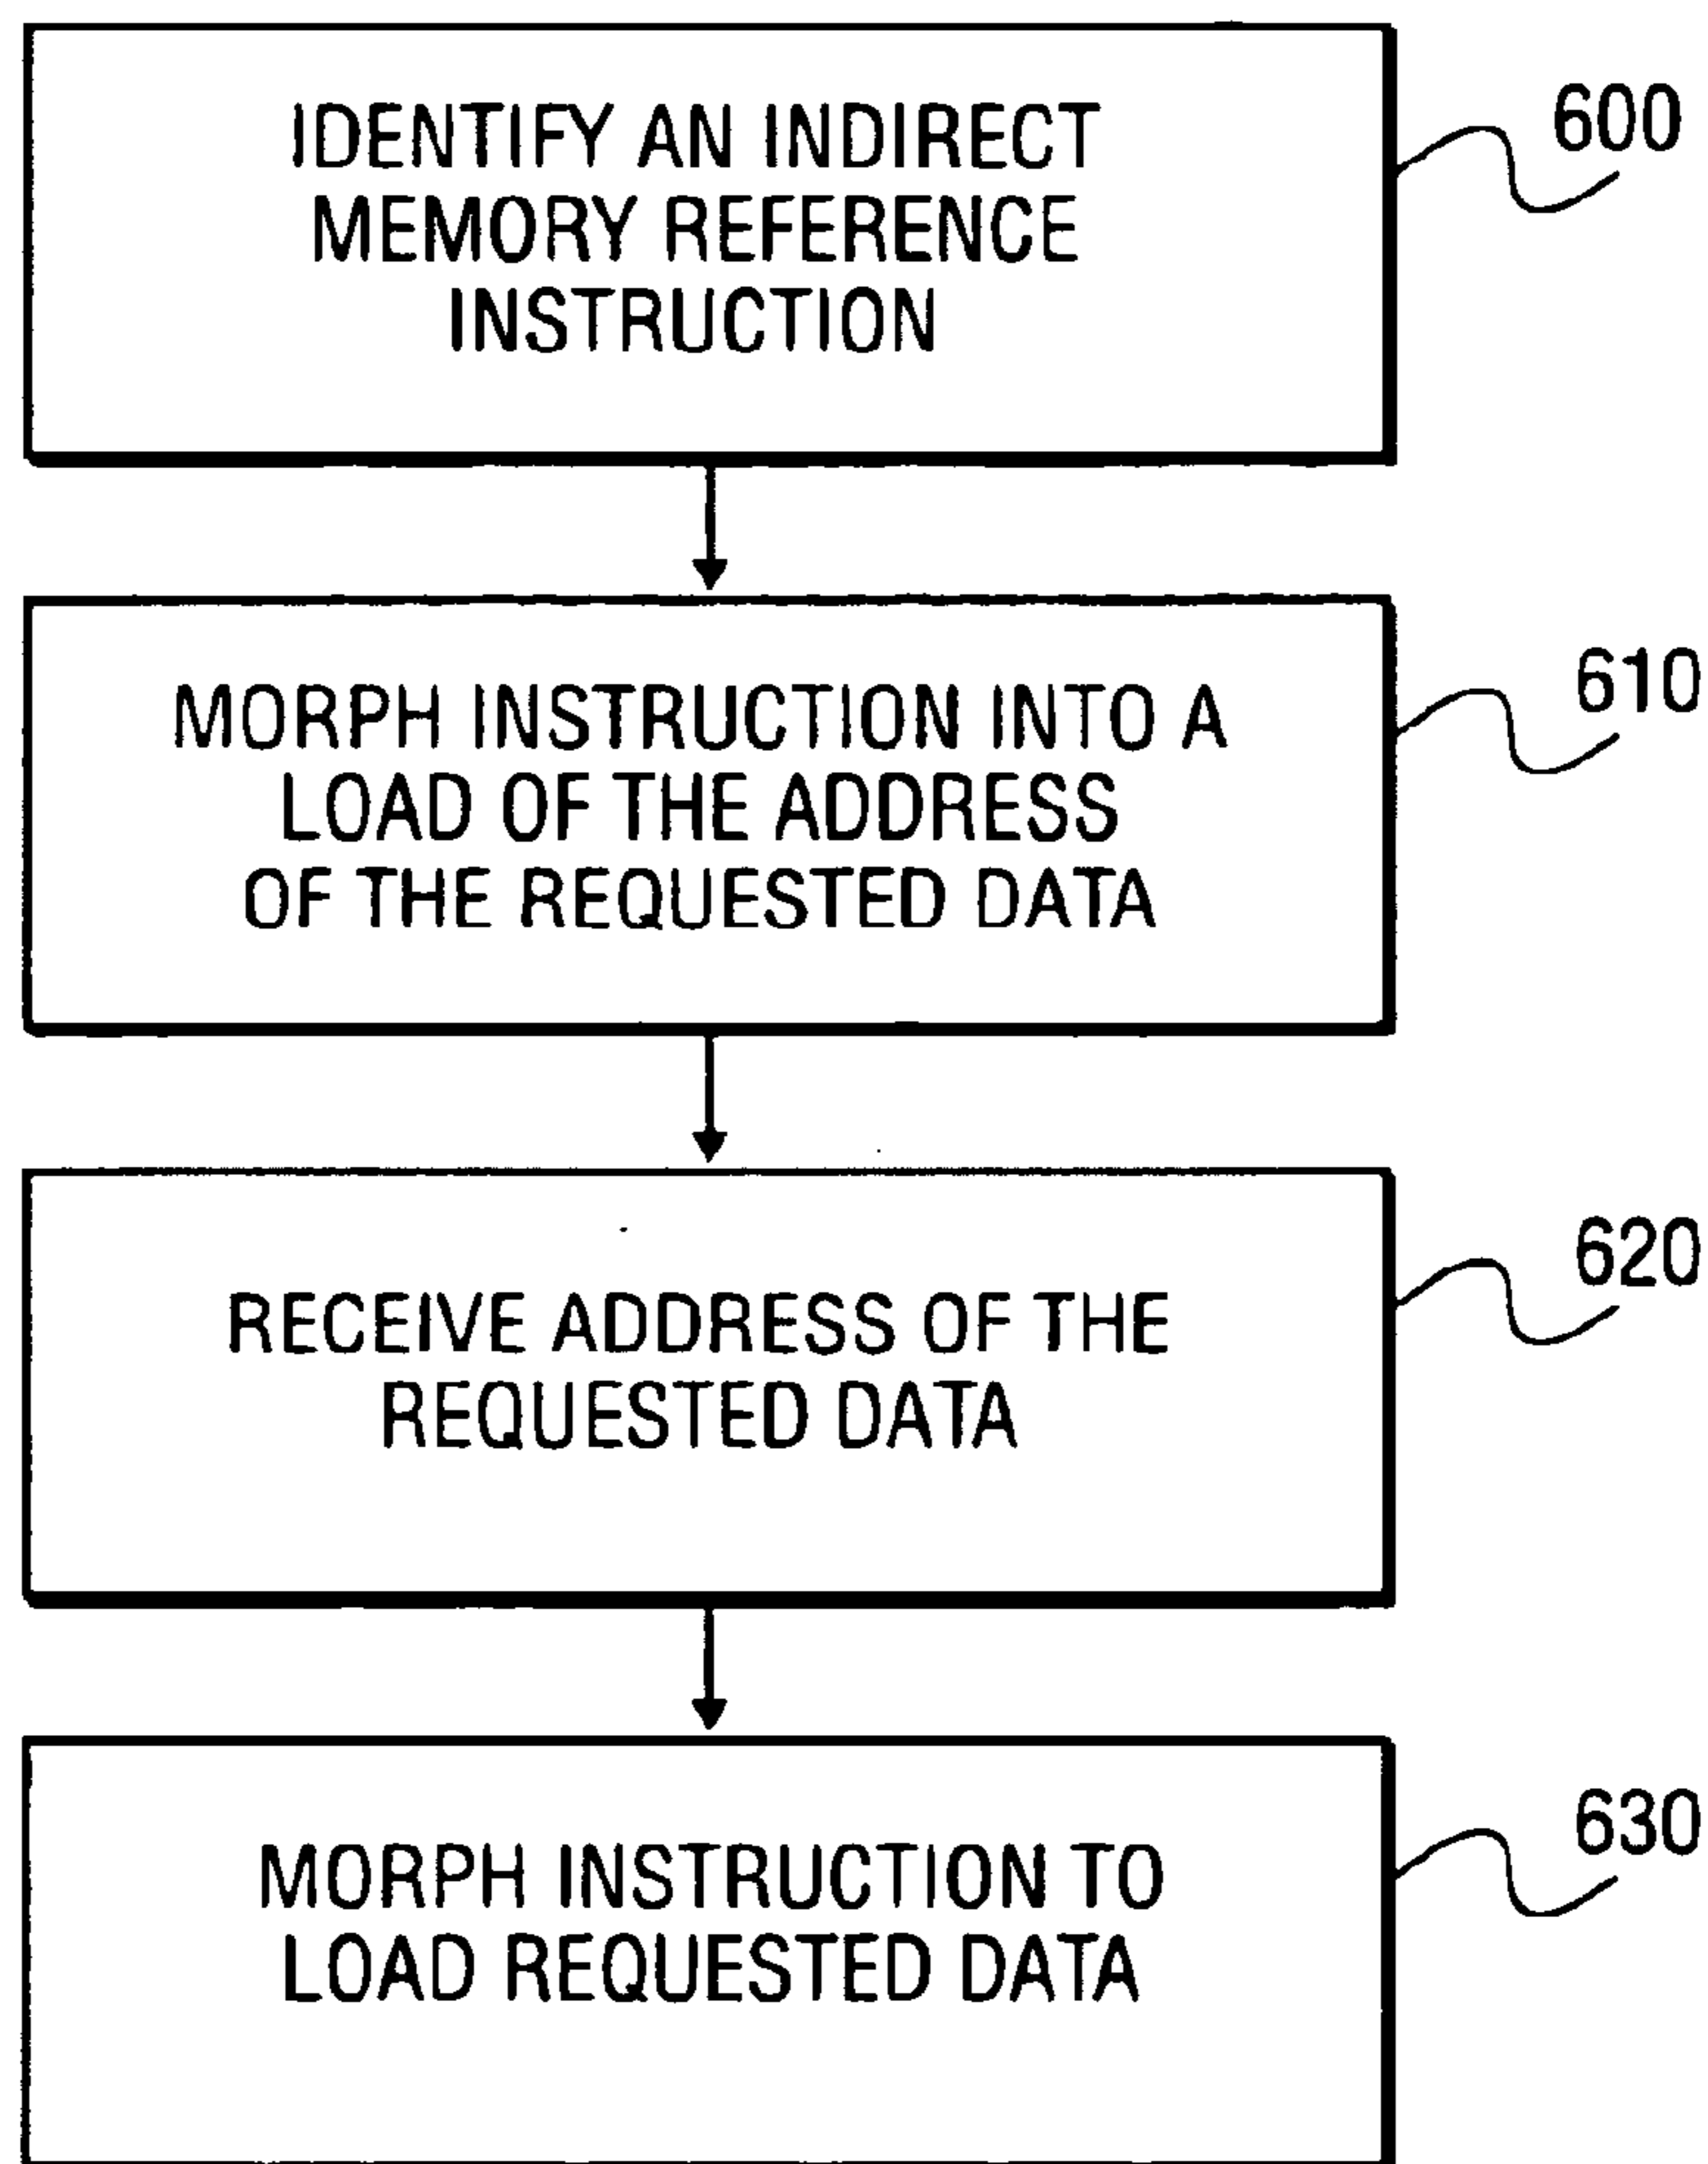 IDENTIFY AN INDIRECT
MEMORY REFERENCE
INSTRUCTION
600
MORPH INSTRUCTION INTO A
LOAD OF THE ADDRESS
OF THE REQUESTED DATA
610
RECEIVE ADDRESS OF THE
REQUESTED DATA
620
MORPH INSTRUCTION TO
LOAD REQUESTED DATA
630